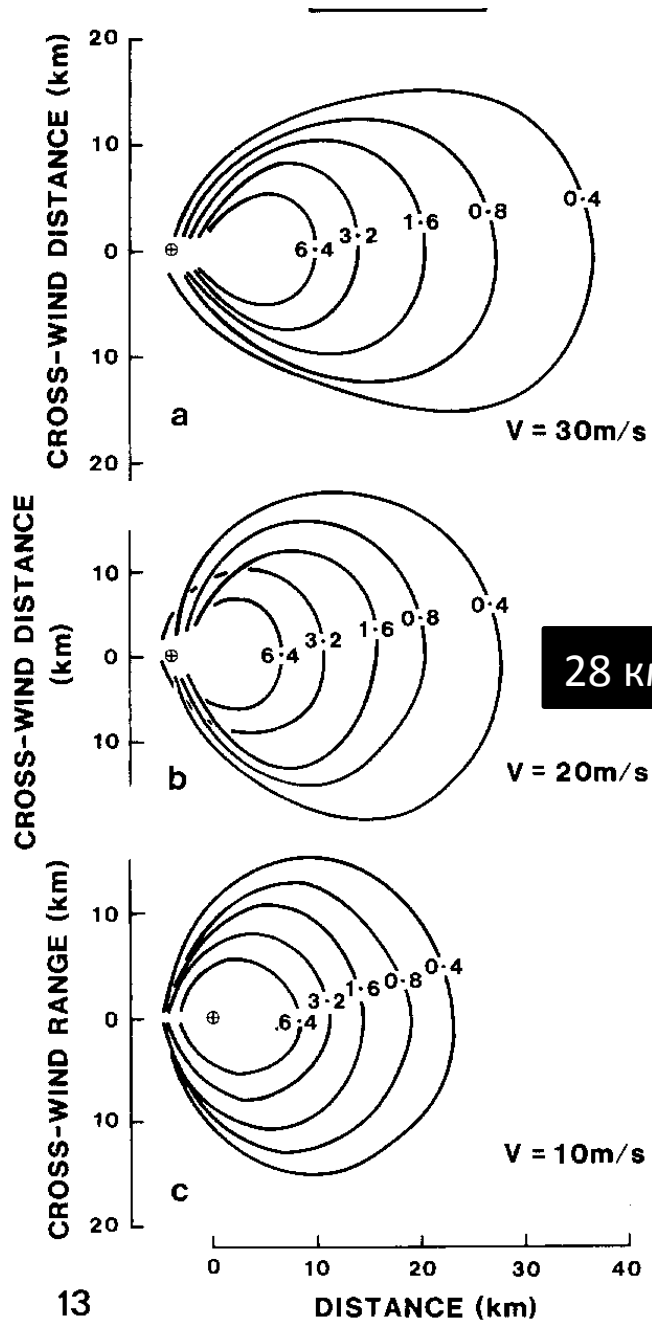 20
10
0
10
20
CROSS-WIND DISTANCE (km)
6·4
3·2
1·6
0·8
0·4
a
V = 30m/s
10
0
10
CROSS-WIND DISTANCE
(km)
6·4
3·2
1·6
0·8
0·4
28
b
V = 20m/s
10
0
10
20
CROSS-WIND RANGE (km)
6·4
3·2
1·6
0·8
0·4
c
V = 10m/s
0 10 20 30 40
13 DISTANCE (km)